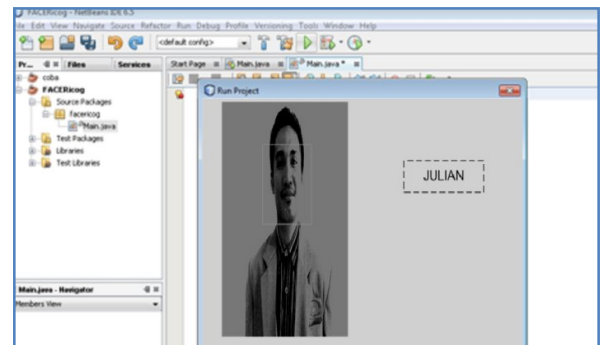 FACERicog - NetBeans IDE 6.5
ile Edit View Navigate Source Refactor Run Debug Profile Versioning Tools Window Help
<default config>
Pr... Files Services
Start Page Main.java Main.java *
coba
FACERicog
Source Packages
facericog
Main.java
Test Packages
Libraries
Test Libraries
Run Project
JULIAN
Main.java - Navigator
Members View